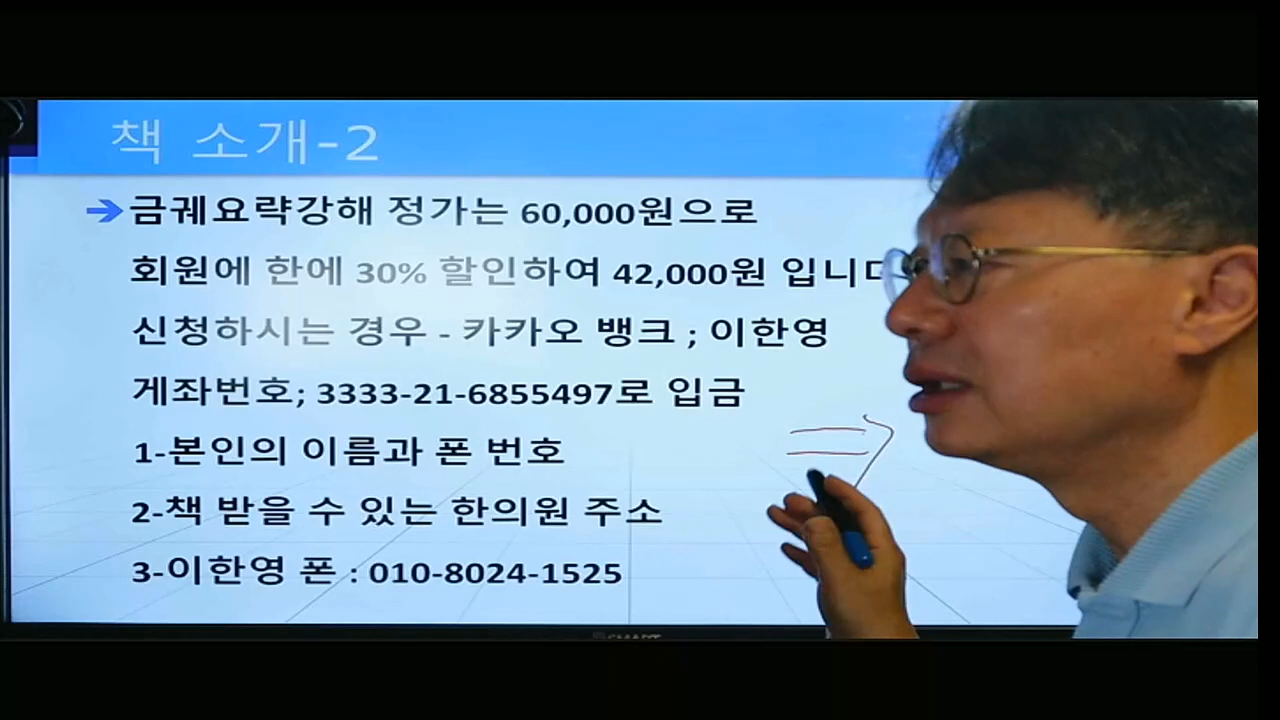 책 소개-2
금궤요략강해 정가는 60,000원으로
회원에 한에 30% 할인하여 42,000원 입니다
신청하시는 경우 - 카카오 뱅크 ; 이한영
게좌번호; 3333-21-6855497로 입금
1-본인의 이름과 폰 번호
2-책 받을 수 있는 한의원 주소
3-이한영 폰 : 010-8024-1525
SMART